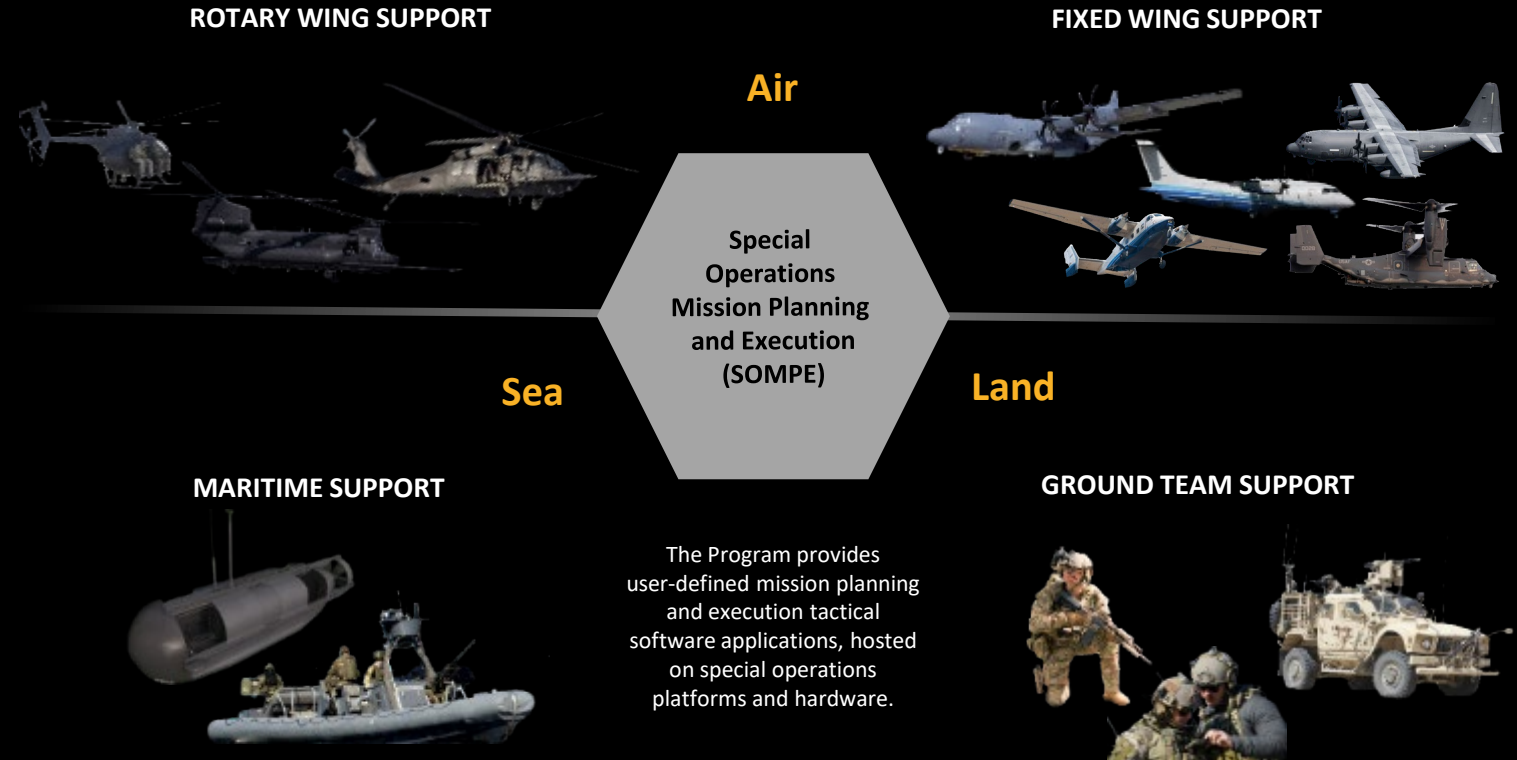 ROTARY WING SUPPORT
FIXED WING SUPPORT
Air
Special
Operations
Mission Planning
and Execution
(SOMPE)
Sea
Land
MARITIME SUPPORT
GROUND TEAM SUPPORT
The Program provides
user-defined mission planning
and execution tactical
software applications, hosted
on special operations
platforms and hardware.